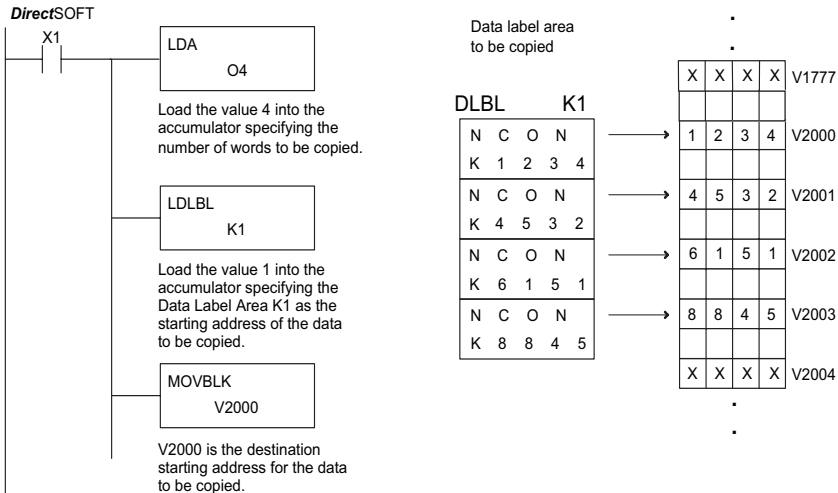 DirectSOFT
X1
LDA
O4
Load the value 4 into the
accumulator specifying the
number of words to be copied.
LDLBL
K1
Load the value 1 into the
accumulator specifying the
Data Label Area K1 as the
starting address of the data
to be copied.
MOVBLK
V2000
V2000 is the destination
starting address for the data
to be copied.
Data label area
to be copied
DLBL K1
N C O N
K 1 2 3 4
N C O N
K 4 5 3 2
N C O N
K 6 1 5 1
N C O N
K 8 8 4 5
X X X X V1777
1 2 3 4 V2000
4 5 3 2 V2001
6 1 5 1 V2002
8 8 4 5 V2003
X X X X V2004